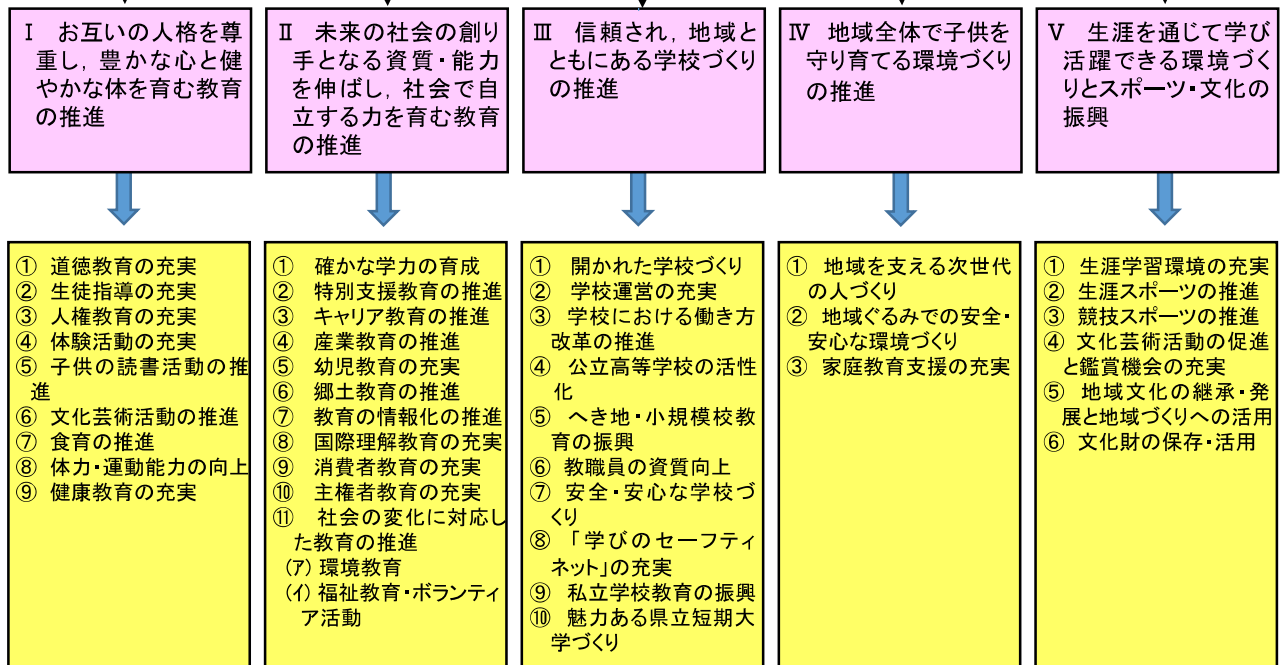 Ⅰ お互いの人格を尊
重し，豊かな心と健
やかな体を育む教育
の推進
Ⅱ 未来の社会の創り
手となる資質・能力
を伸ばし，社会で自
立する力を育む教育
の推進
Ⅲ 信頼され，地域と
ともにある学校づくり
の推進
Ⅳ 地域全体で子供を
守り育てる環境づくり
の推進
Ⅴ 生涯を通じて学び
活躍できる環境づく
りとスポーツ・文化の
振興
① 道徳教育の充実
② 生徒指導の充実
③ 人権教育の充実
④ 体験活動の充実
⑤ 子供の読書活動の推
進
⑥ 文化芸術活動の推進
⑦ 食育の推進
⑧ 体力・運動能力の向上
⑨ 健康教育の充実
① 確かな学力の育成
② 特別支援教育の推進
③ キャリア教育の推進
④ 産業教育の推進
⑤ 幼児教育の充実
⑥ 郷土教育の推進
⑦ 教育の情報化の推進
⑧ 国際理解教育の充実
⑨ 消費者教育の充実
⑩ 主権者教育の充実
⑪ 社会の変化に対応し
た教育の推進
(ア) 環境教育
(イ) 福祉教育・ボランティ
ア活動
① 開かれた学校づくり
② 学校運営の充実
③ 学校における働き方
改革の推進
④ 公立高等学校の活性
化
⑤ へき地・小規模校教
育の振興
⑥ 教職員の資質向上
⑦ 安全・安心な学校づ
くり
⑧ 「学びのセーフティ
ネット」の充実
⑨ 私立学校教育の振興
⑩ 魅力ある県立短期大
学づくり
① 地域を支える次世代
の人づくり
② 地域ぐるみでの安全・
安心な環境づくり
③ 家庭教育支援の充実
① 生涯学習環境の充実
② 生涯スポーツの推進
③ 競技スポーツの推進
④ 文化芸術活動の促進
と鑑賞機会の充実
⑤ 地域文化の継承・発
展と地域づくりへの活用
⑥ 文化財の保存・活用